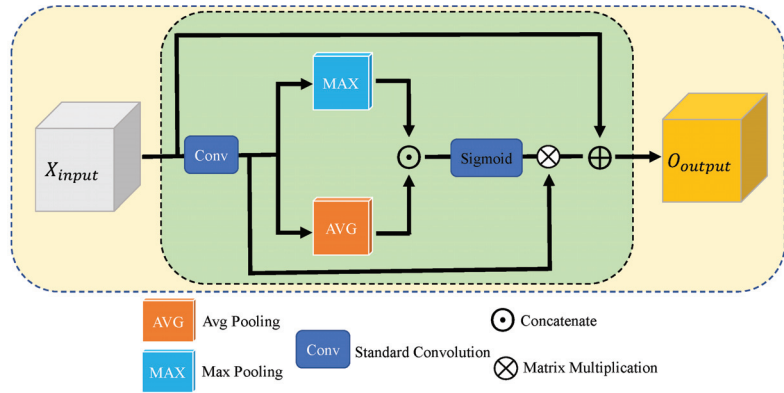 MAX
X_input
Conv
Sigmoid
O_output
AVG
AVG Avg Pooling
MAX Max Pooling
Conv Standard Convolution
Concatenate
Matrix Multiplication